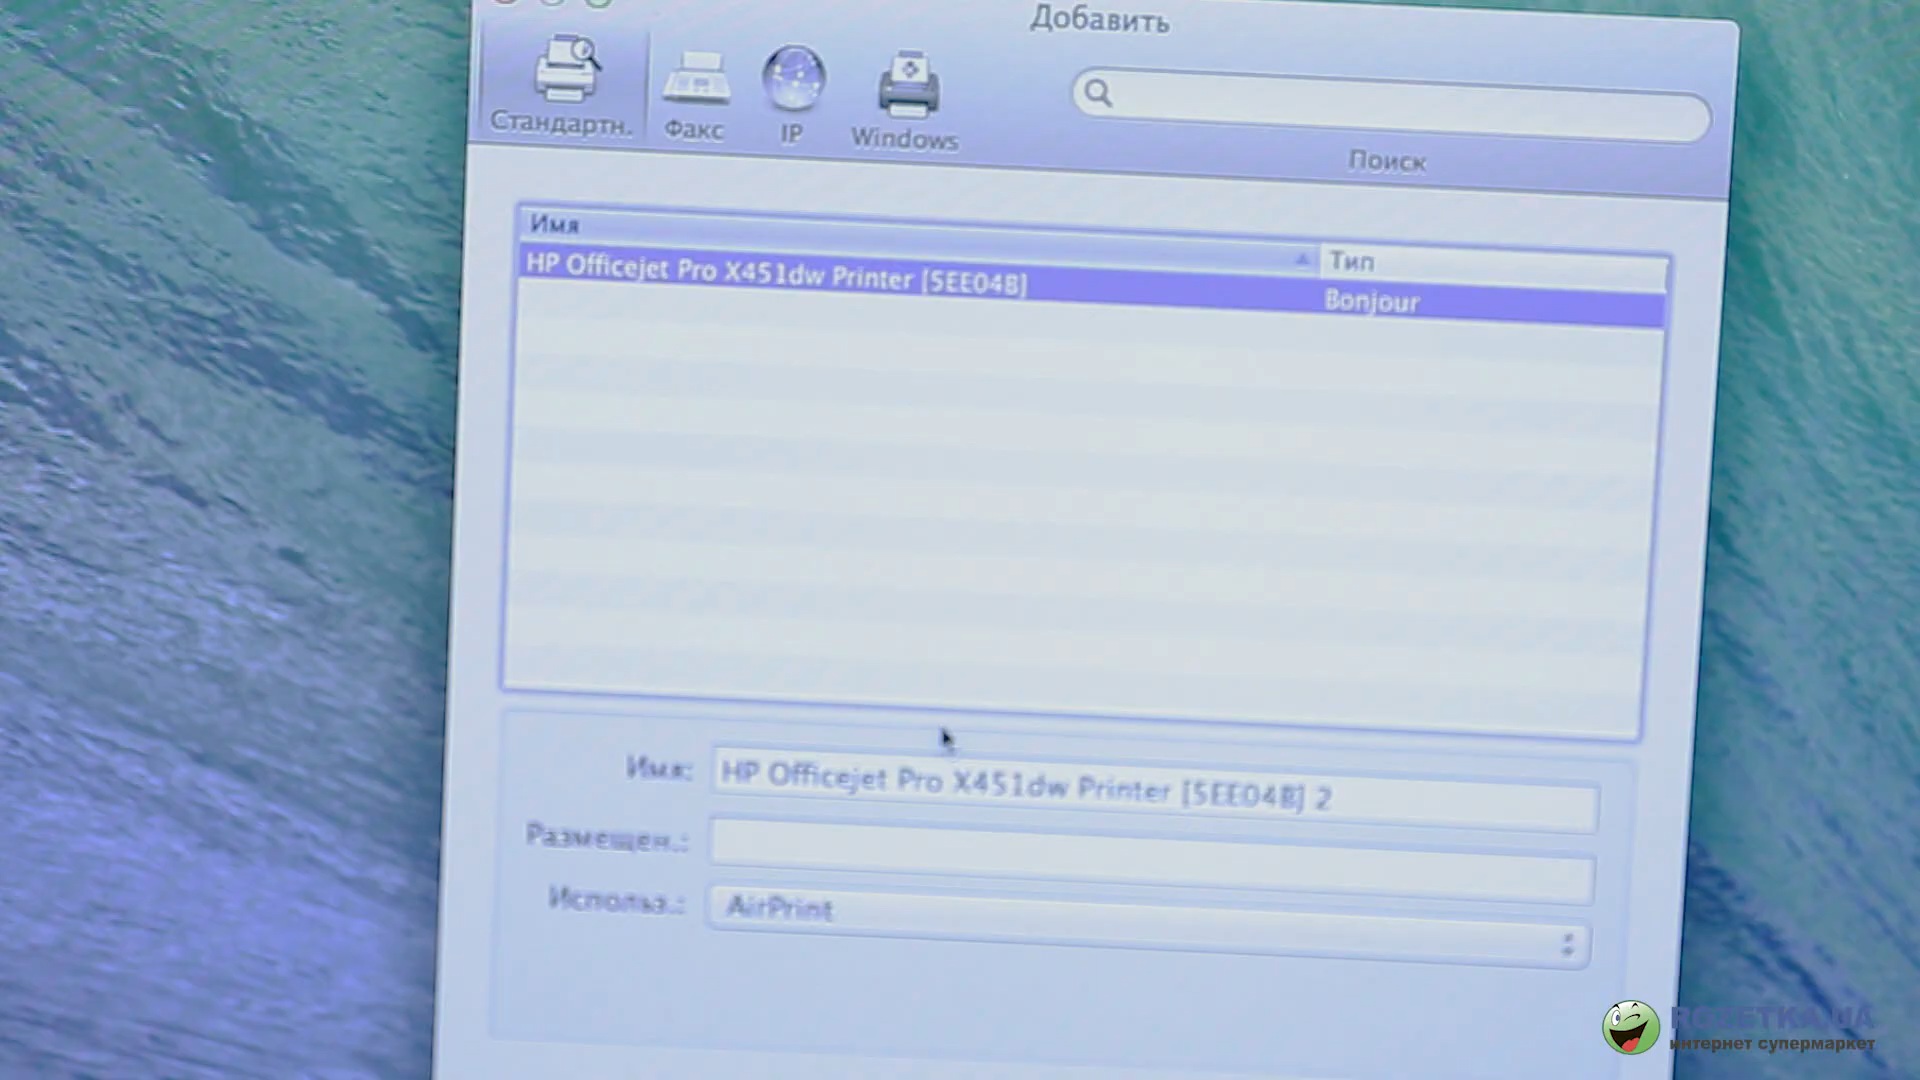 Добавить
Стандартн.
Факс
IP
Windows
Поиск
Имя
Тип
HP Officejet Pro X451dw Printer [5EE04B]
Bonjour
Имя:
HP Officejet Pro X451dw Printer [5EE04B] 2
Размещен.:
Использ.:
AirPrint
ROZETKA.UA
интернет супермаркет